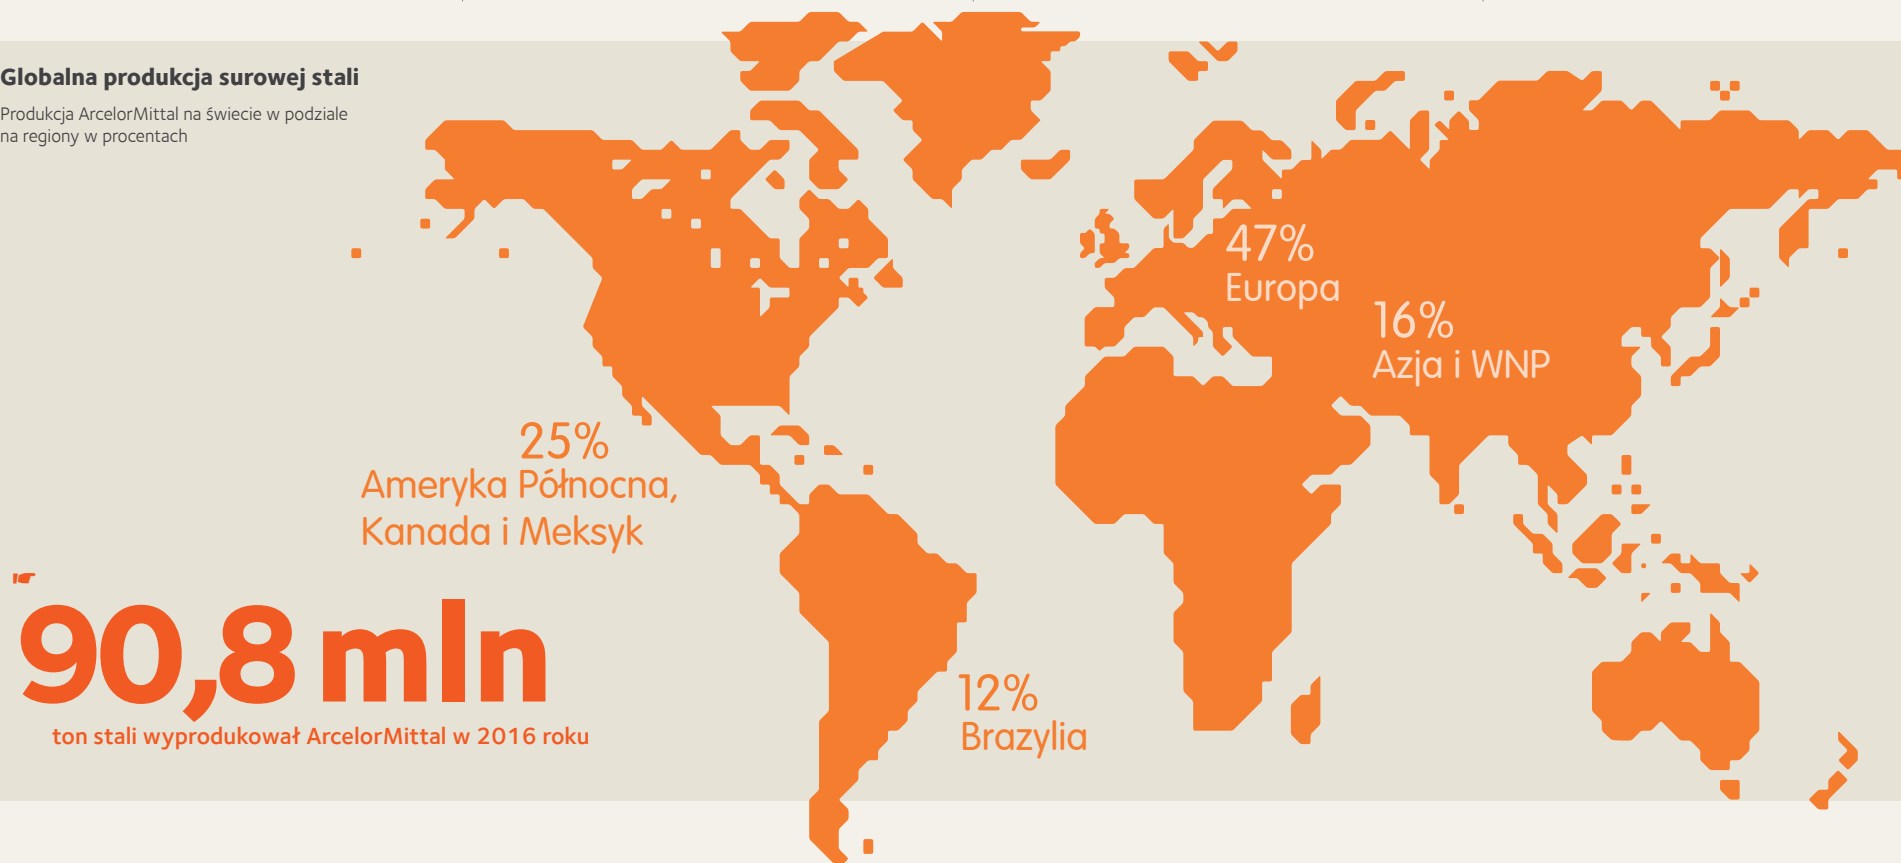 Globalna produkcja surowej stali
Produkcja ArcelorMittal na świecie w podziale
na regiony w procentach
47%
Europa
16%
Azja i WNP
25%
Ameryka Północna,
Kanada i Meksyk
90,8 mln
ton stali wyprodukował ArcelorMittal w 2016 roku
12%
Brazylia